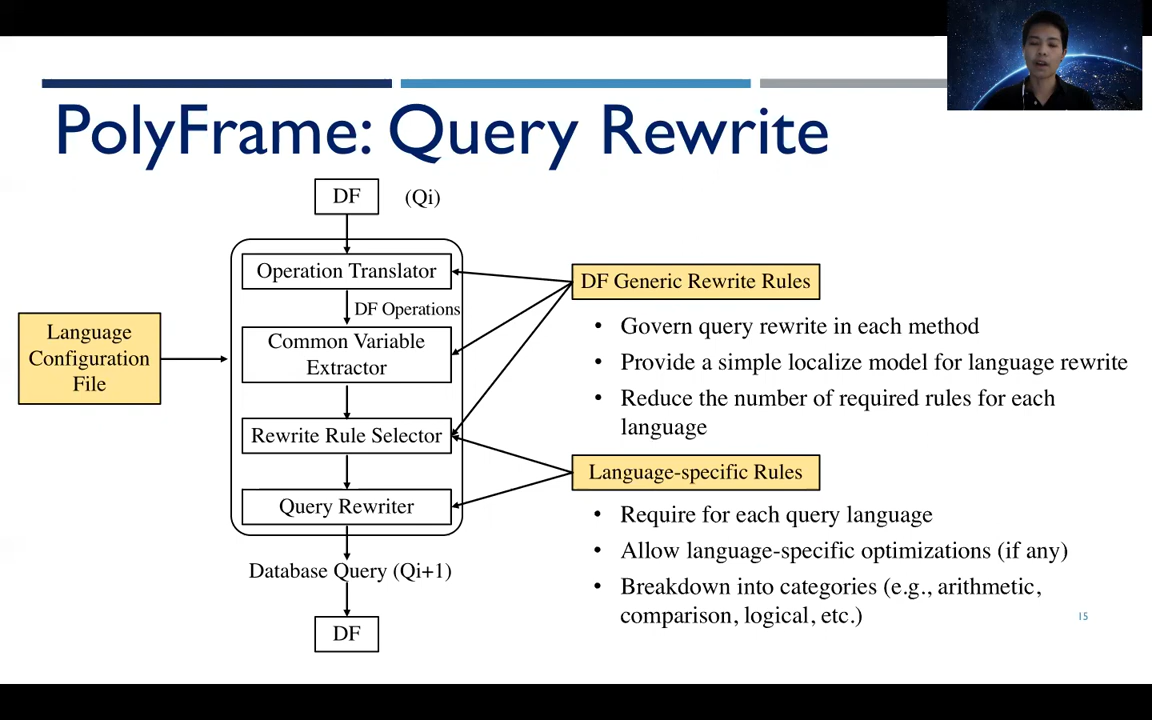 PolyFrame: Query Rewrite
DF
(Qi)
Operation Translator
DF Operations
Common Variable
Extractor
Rewrite Rule Selector
Query Rewriter
Database Query (Qi+1)
DF
Language
Configuration
File
DF Generic Rewrite Rules
• Govern query rewrite in each method
• Provide a simple localize model for language rewrite
• Reduce the number of required rules for each
language
Language-specific Rules
• Require for each query language
• Allow language-specific optimizations (if any)
• Breakdown into categories (e.g., arithmetic,
comparison, logical, etc.)
15